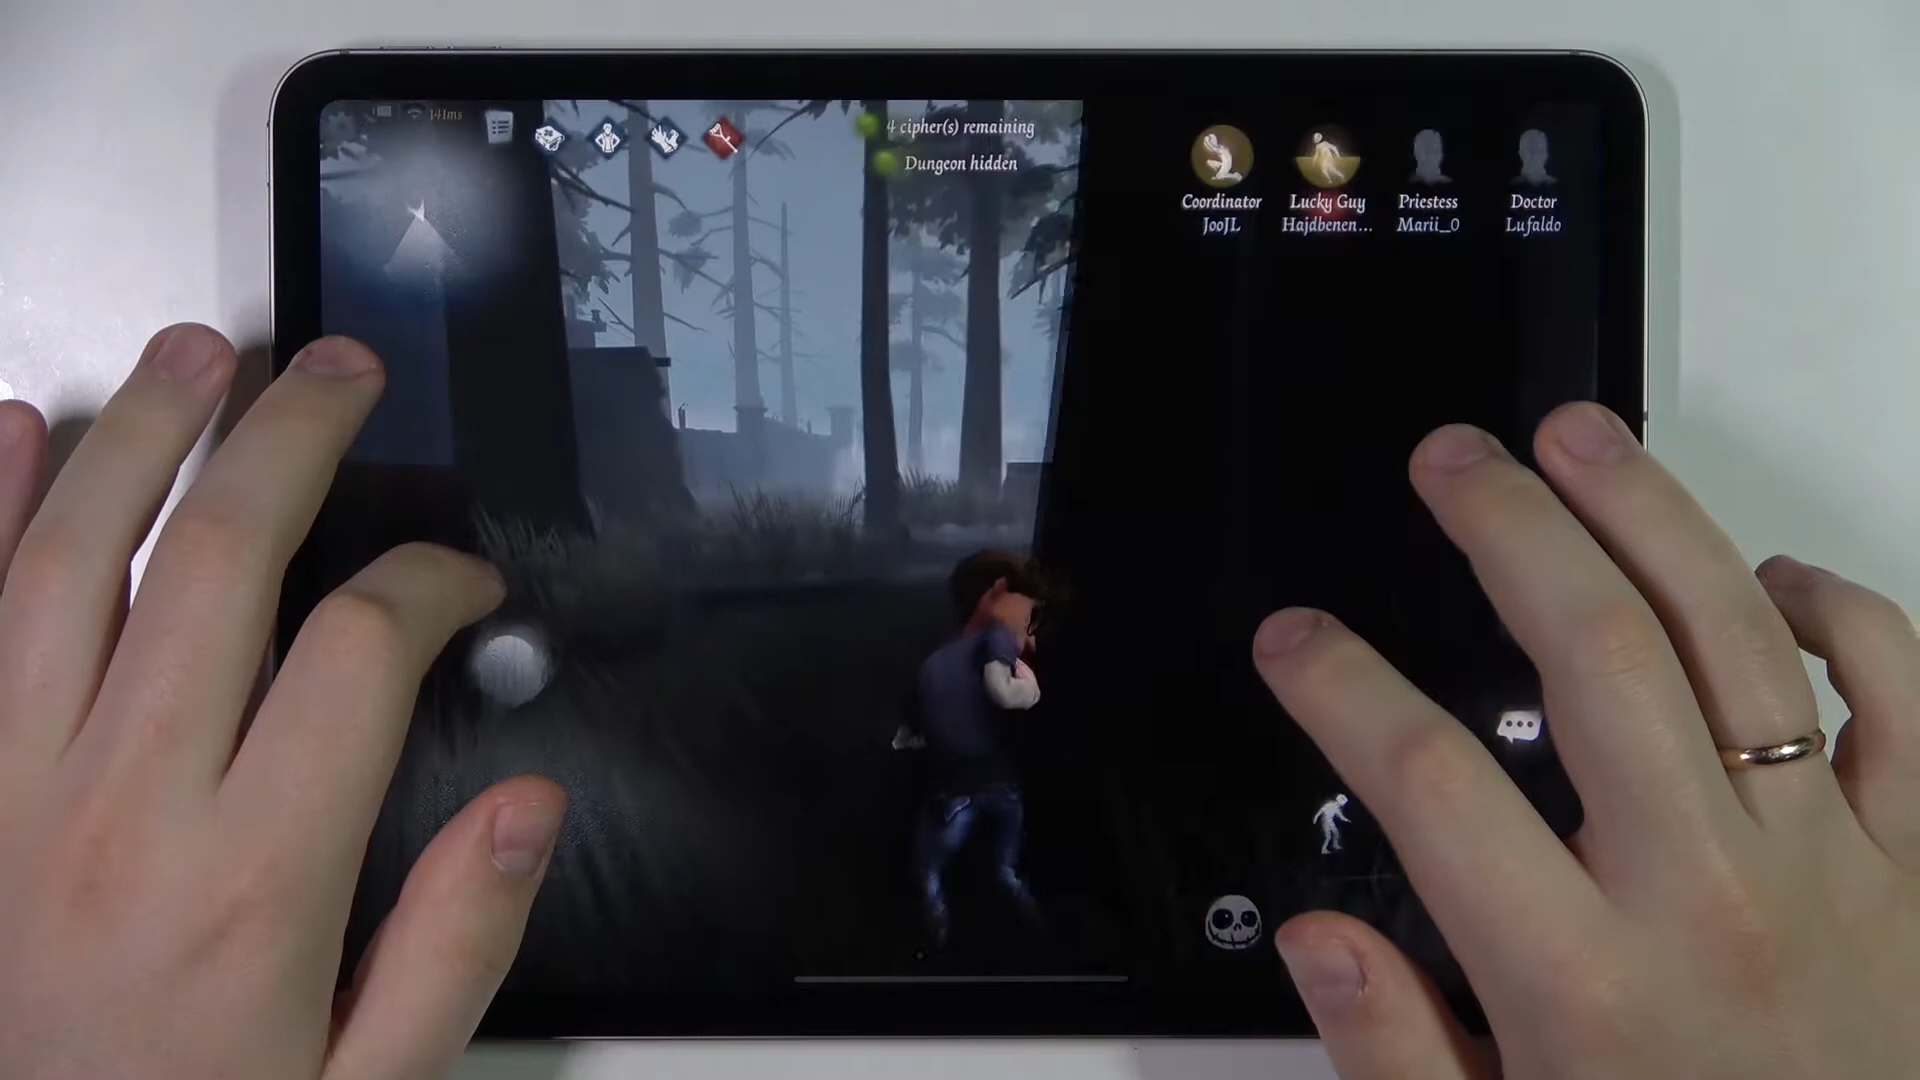 141ms
4 cipher(s) remaining
Dungeon hidden
Coordinator
JooJL
Lucky Guy
Hajdbenen...
Priestess
Marii_0
Doctor
Lufaldo